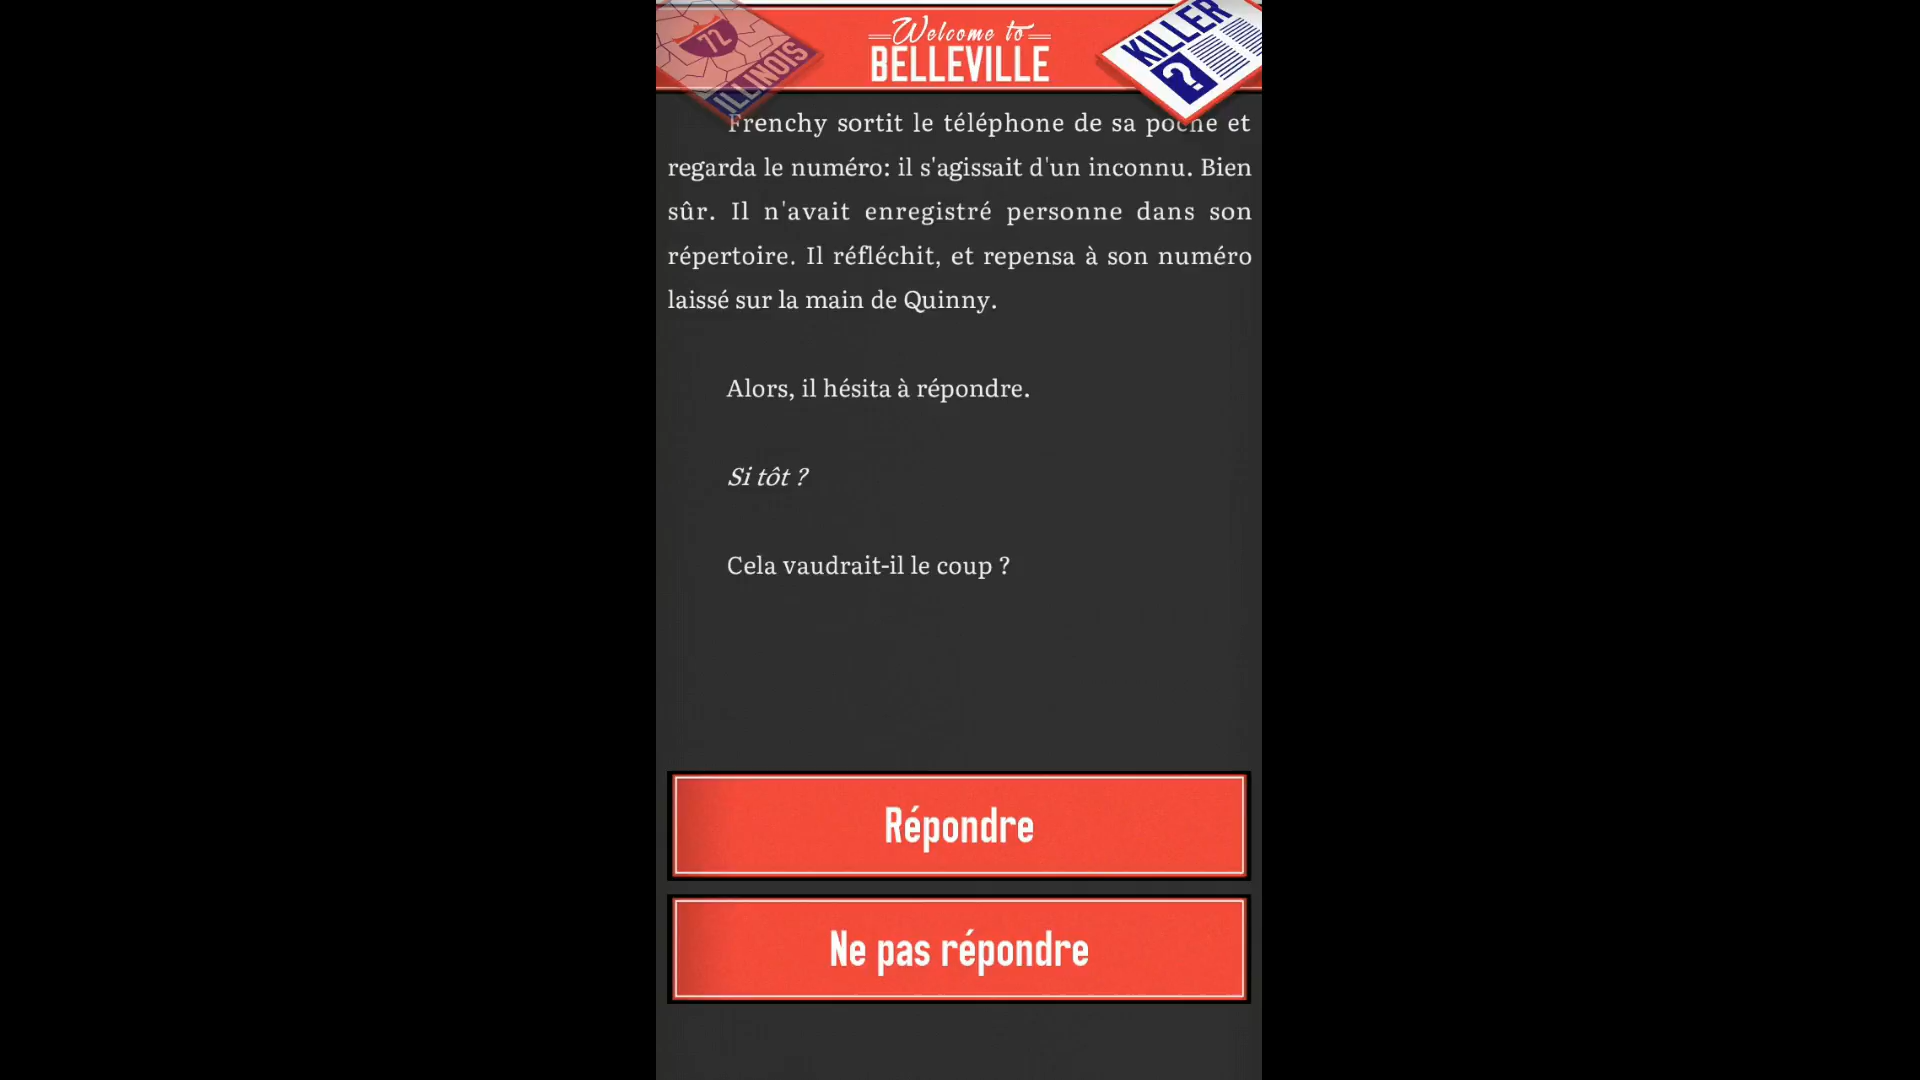 72
ILLINOIS
Welcome to
BELLEVILLE
KILLER
?
Frenchy sortit le téléphone de sa poche et
regarda le numéro: il s'agissait d'un inconnu. Bien
sûr. Il n'avait enregistré personne dans son
répertoire. Il réfléchit, et repensa à son numéro
laissé sur la main de Quinny.
Alors, il hésita à répondre.
Si tôt ?
Cela vaudrait-il le coup ?
Répondre
Ne pas répondre